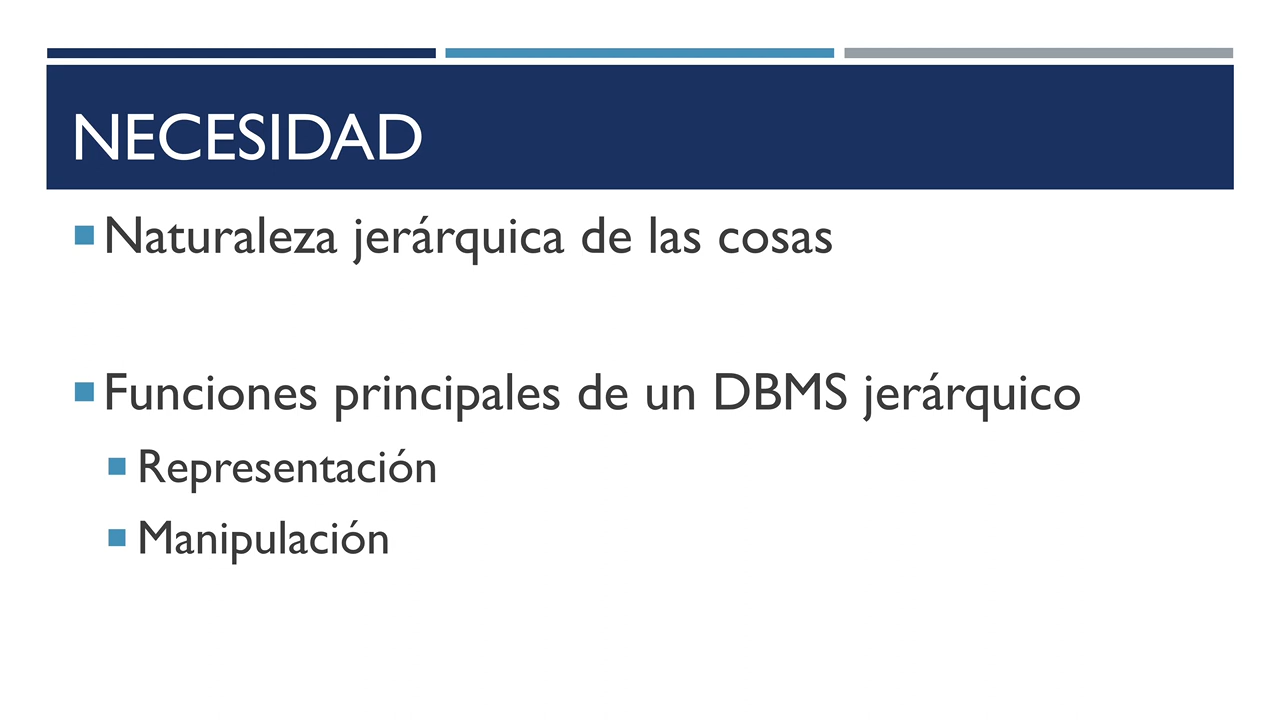 NECESIDAD
Naturaleza jerárquica de las cosas
Funciones principales de un DBMS jerárquico
Representación
Manipulación